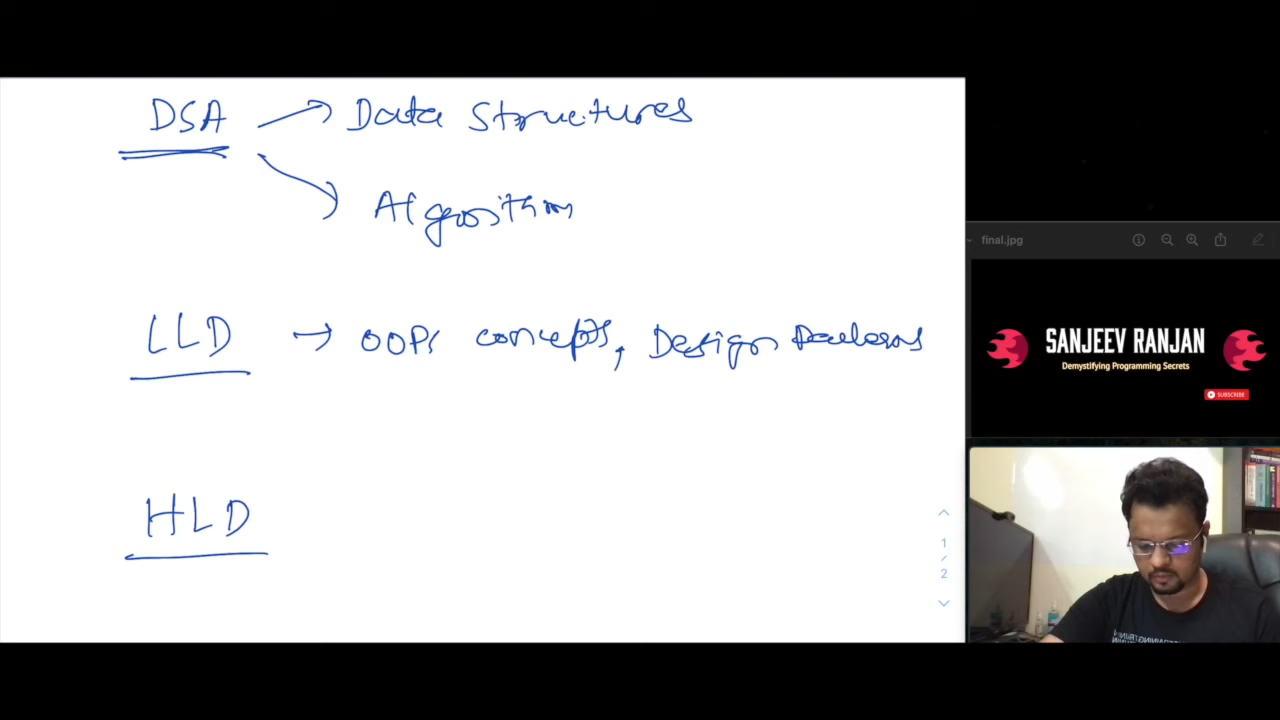 DSA → Data Structures
→ Algorithm
LLD → OOPs concepts, Design Patterns
HLD
1
/
2
final.jpg
SANJEEV RANJAN
Demystifying Programming Secrets
SUBSCRIBE